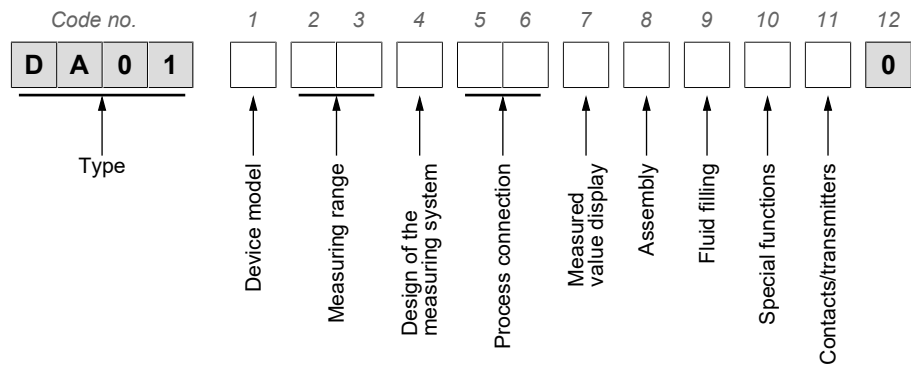 Code no. 1 2 3 4 5 6 7 8 9 10 11 12
D A 0 1 0
Type
Device model
Measuring range
Design of the
measuring system
Process connection
Measured
value display
Assembly
Fluid filling
Special functions
Contacts/transmitters